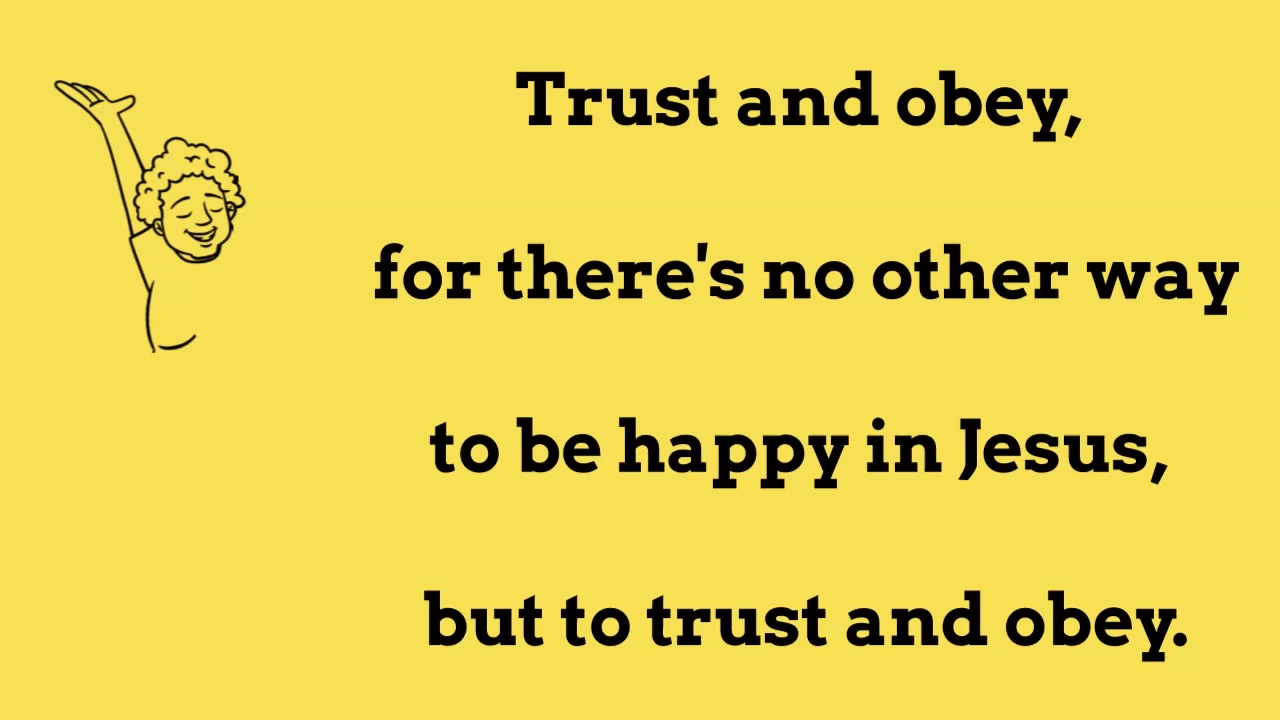 Trust and obey,
for there's no other way
to be happy in Jesus,
but to trust and obey.